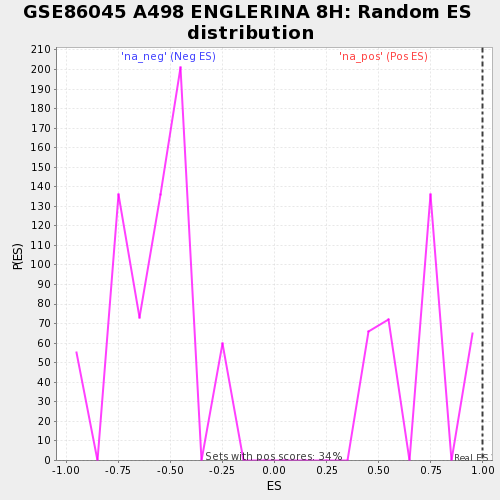 GSE86045 A498 ENGLERINA 8H: Random ES
distribution
'na_neg' (Neg ES)
'na_pos' (Pos ES)
210
200
190
180
170
160
150
140
130
120
110
100
90
80
70
60
50
40
30
20
10
0
P(ES)
Sets with pos scores: 34%
Real ES
-1.00 -0.75 -0.50 -0.25 0.00 0.25 0.50 0.75 1.00
ES